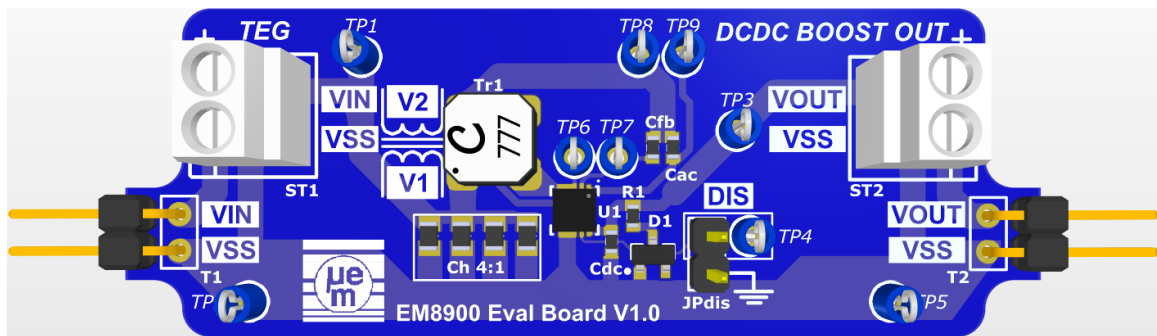 + TEG
TP1
TP8
TP9
DCDC BOOST OUT +
VIN
VSS
ST1
V2
V1
Tr1
C
777
TP6
TP7
Cfb
Cac
TP3
VOUT
VSS
ST2
VIN
VSS
T1
TP
µem
Ch 4:1
U1
R1
D1
Cdc
DIS
TP4
JPdis
VOUT
VSS
T2
TP5
EM8900 Eval Board V1.0